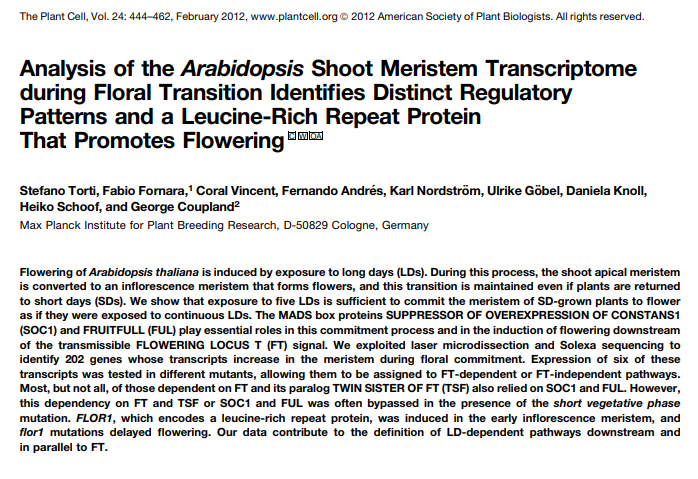 The Plant Cell, Vol. 24: 444–462, February 2012, www.plantcell.org © 2012 American Society of Plant Biologists. All rights reserved.
Analysis of the Arabidopsis Shoot Meristem Transcriptome
during Floral Transition Identifies Distinct Regulatory
Patterns and a Leucine-Rich Repeat Protein
That Promotes Flowering C W OA
Stefano Torti, Fabio Fornara,1 Coral Vincent, Fernando Andrés, Karl Nordström, Ulrike Göbel, Daniela Knoll,
Heiko Schoof, and George Coupland2
Max Planck Institute for Plant Breeding Research, D-50829 Cologne, Germany
Flowering of Arabidopsis thaliana is induced by exposure to long days (LDs). During this process, the shoot apical meristem
is converted to an inflorescence meristem that forms flowers, and this transition is maintained even if plants are returned
to short days (SDs). We show that exposure to five LDs is sufficient to commit the meristem of SD-grown plants to flower
as if they were exposed to continuous LDs. The MADS box proteins SUPPRESSOR OF OVEREXPRESSION OF CONSTANS1
(SOC1) and FRUITFULL (FUL) play essential roles in this commitment process and in the induction of flowering downstream
of the transmissible FLOWERING LOCUS T (FT) signal. We exploited laser microdissection and Solexa sequencing to
identify 202 genes whose transcripts increase in the meristem during floral commitment. Expression of six of these
transcripts was tested in different mutants, allowing them to be assigned to FT-dependent or FT-independent pathways.
Most, but not all, of those dependent on FT and its paralog TWIN SISTER OF FT (TSF) also relied on SOC1 and FUL. However,
this dependency on FT and TSF or SOC1 and FUL was often bypassed in the presence of the short vegetative phase
mutation. FLOR1, which encodes a leucine-rich repeat protein, was induced in the early inflorescence meristem, and
flor1 mutations delayed flowering. Our data contribute to the definition of LD-dependent pathways downstream and
in parallel to FT.